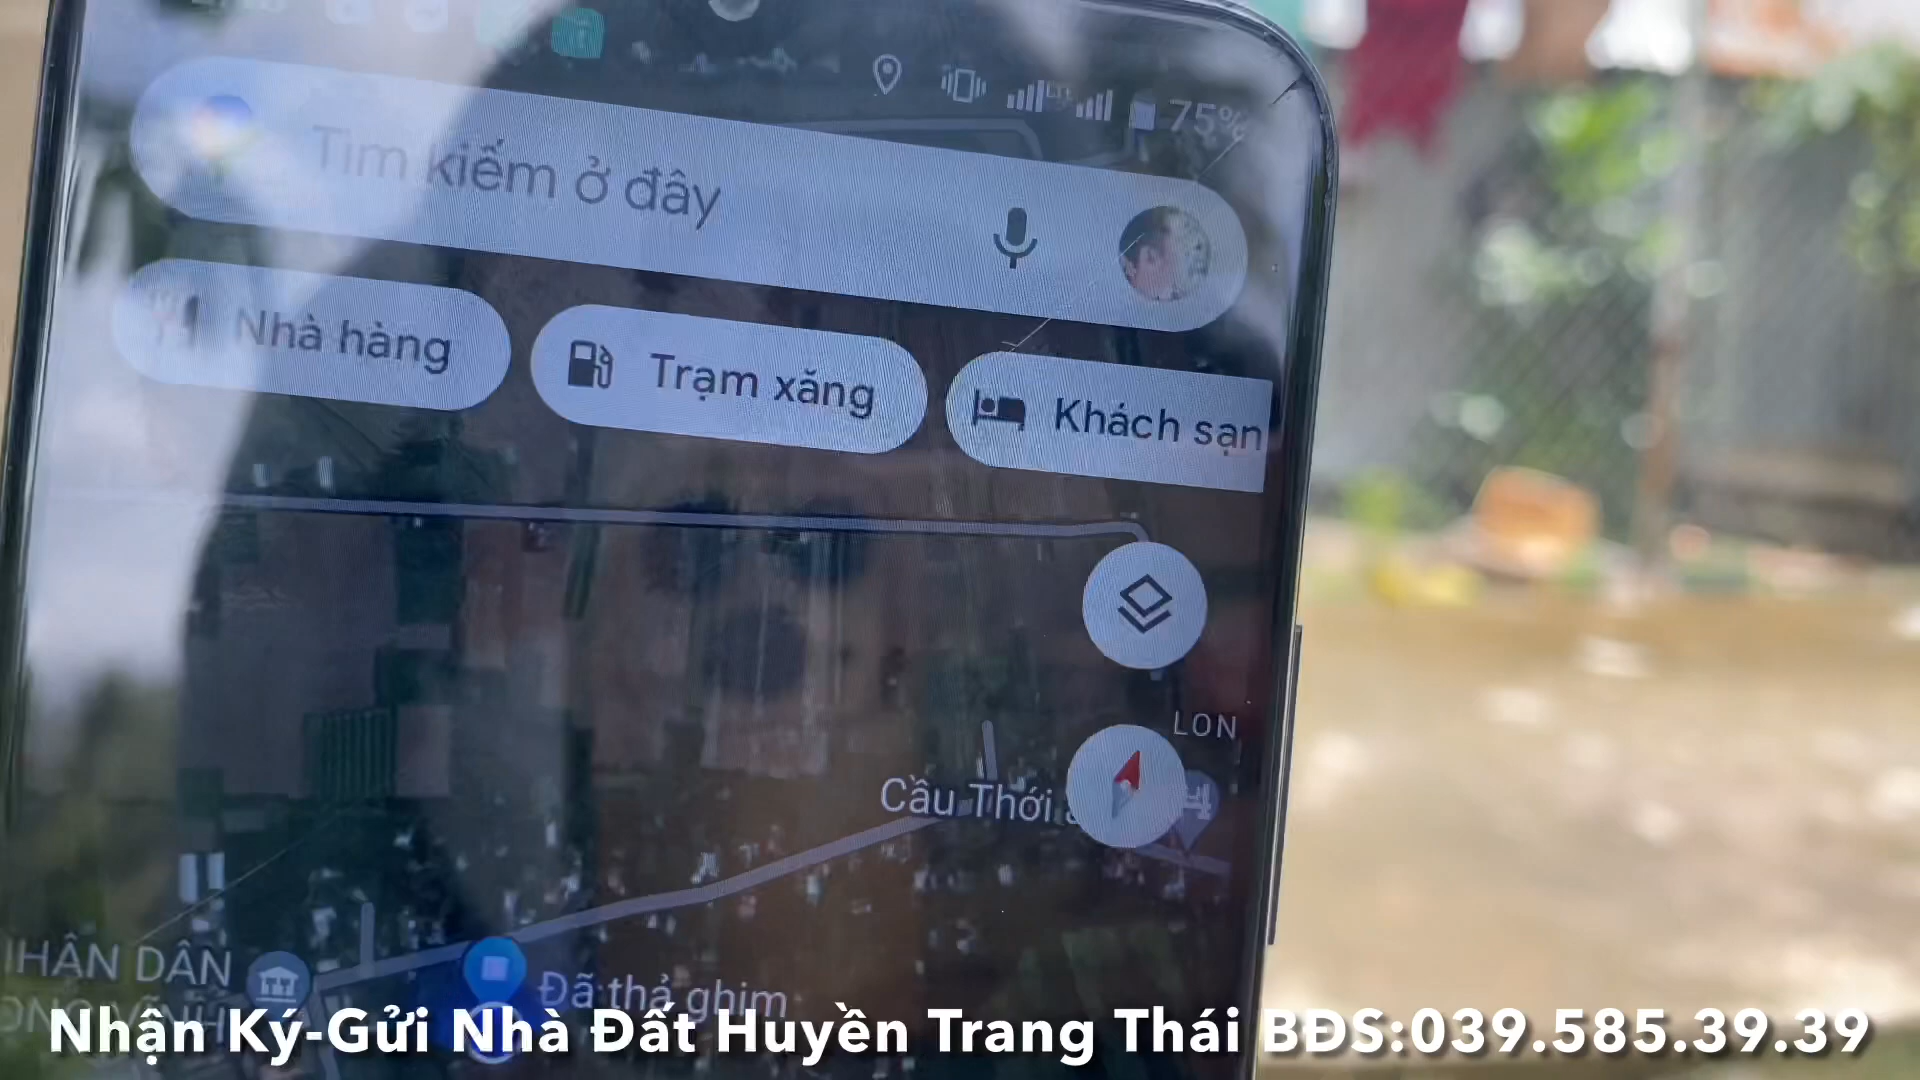 75%
Tìm kiếm ở đây
Nhà hàng
Trạm xăng
Khách sạn
LON
Cầu Thới
NHÂN DÂN
Đã thả ghim
Nhận Ký-Gửi Nhà Đất Huyền Trang Thái BĐS:039.585.39.39